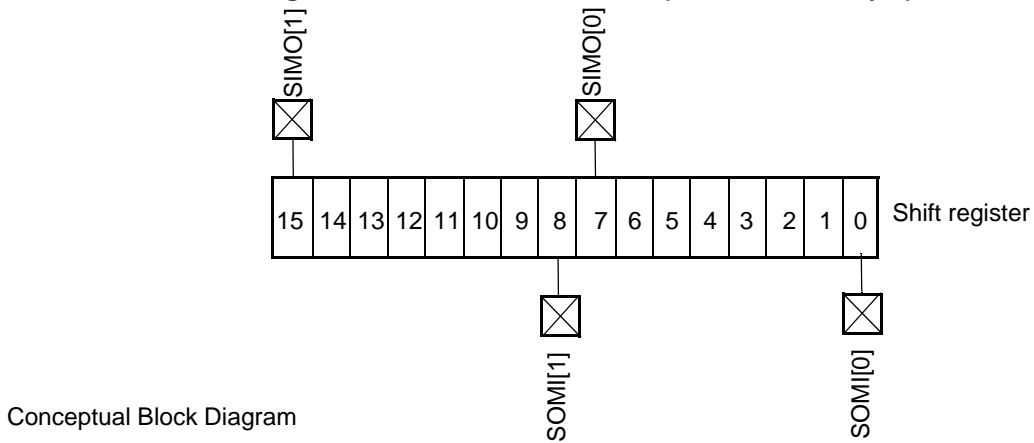 SIMO[1]
SIMO[0]
15 14 13 12 11 10 9 8 7 6 5 4 3 2 1 0
Shift register
SOMI[1]
SOMI[0]
Conceptual Block Diagram